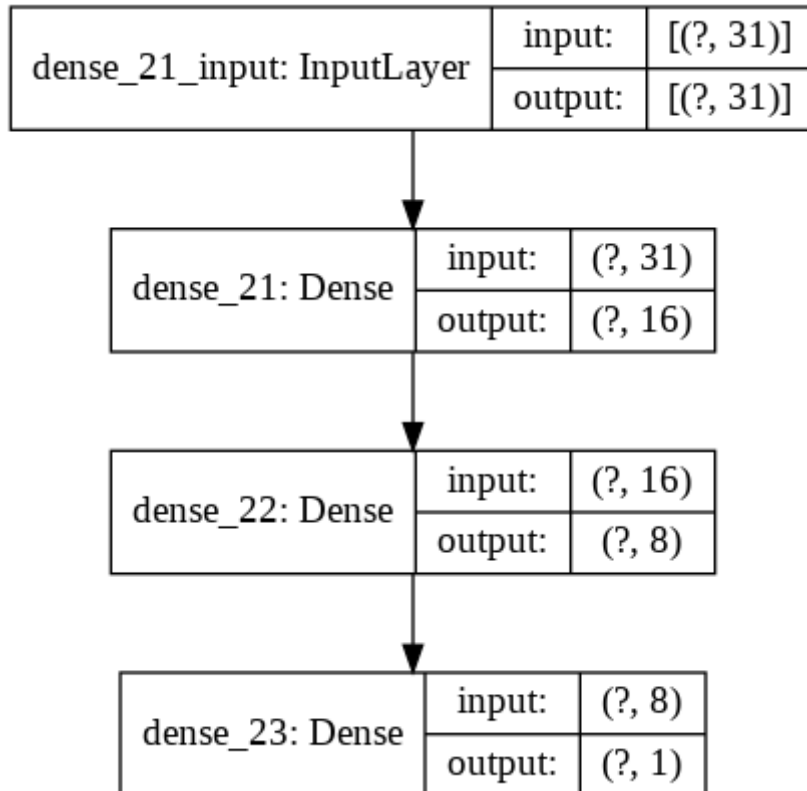 dense_21_input: InputLayer
input: [(?, 31)]
output: [(?, 31)]
dense_21: Dense
input: (?, 31)
output: (?, 16)
dense_22: Dense
input: (?, 16)
output: (?, 8)
dense_23: Dense
input: (?, 8)
output: (?, 1)